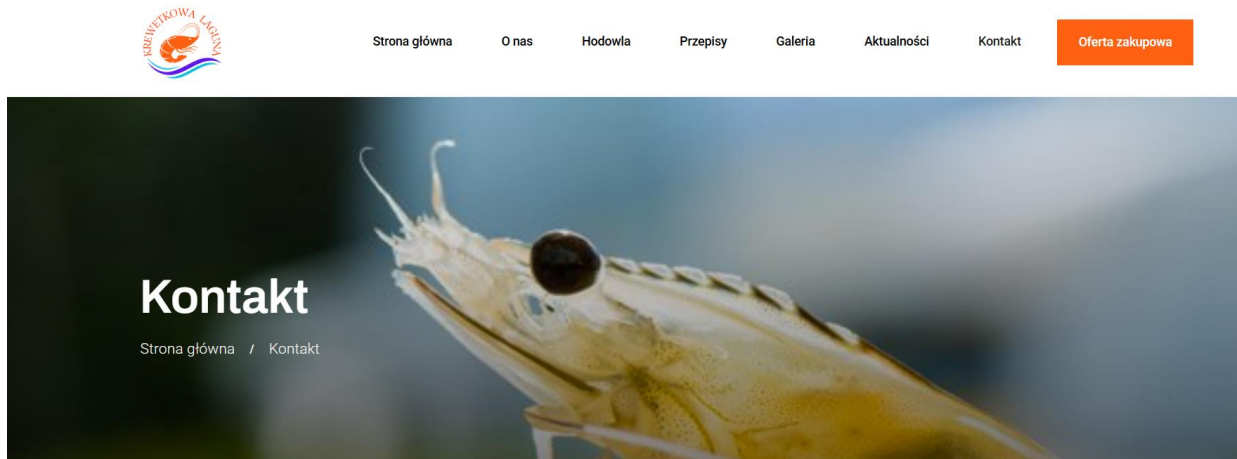 KREWETKOWA LAGUNA
Strona główna
O nas
Hodowla
Przepisy
Galeria
Aktualności
Kontakt
Oferta zakupowa
Kontakt
Strona główna / Kontakt